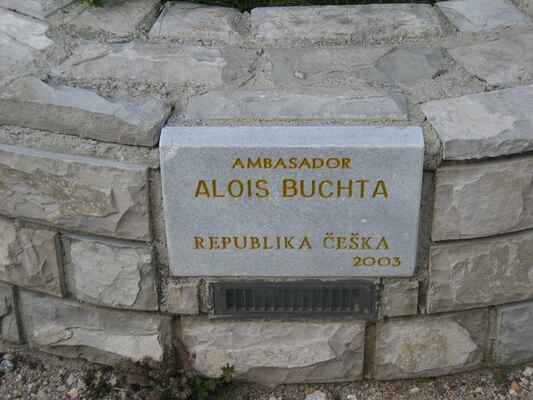 AMBASADOR
ALOIS BUCHTA
REPUBLIKA ČEŠKA
2003